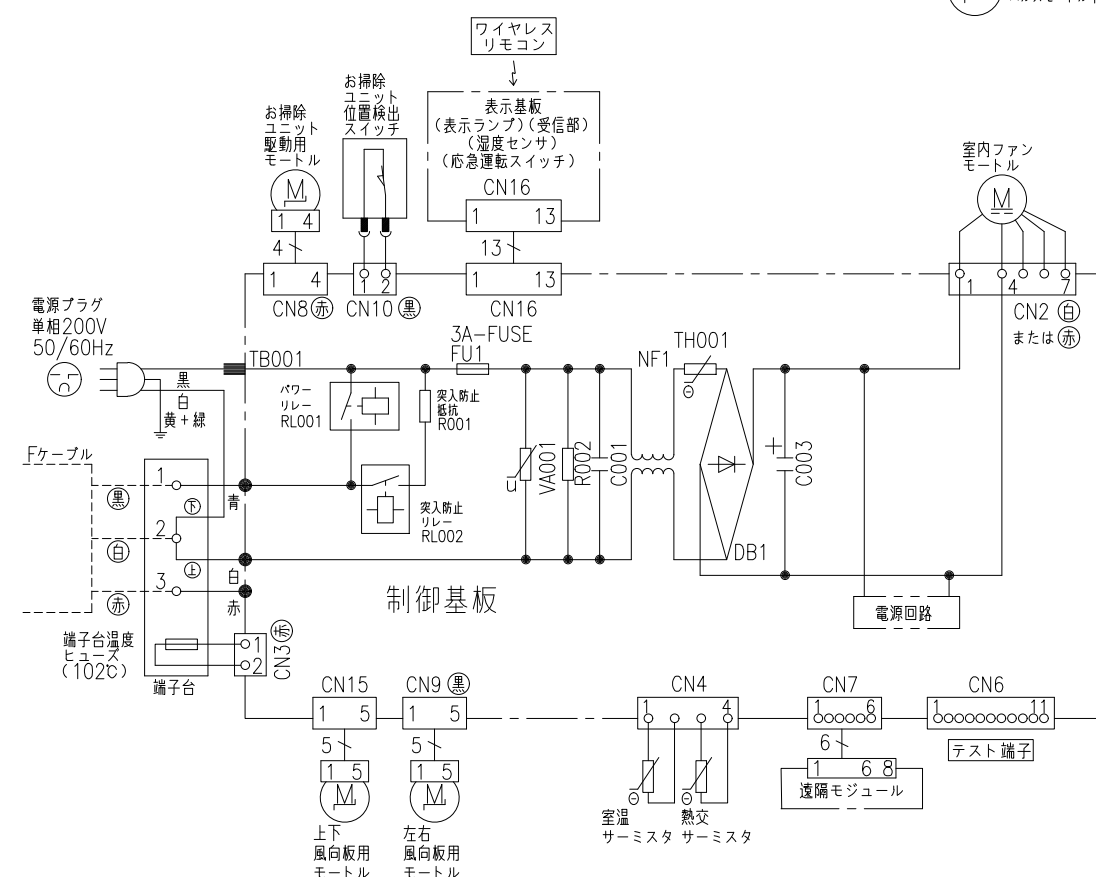 ワイヤレス
リモコン
お掃除
ユニット
位置検出
スイッチ
お掃除
ユニット
駆動用
モートル
M
1 4
4
表示基板
(表示ランプ)(受信部)
(湿度センサ)
(応急運転スイッチ)
CN16
1 13
13
室内ファン
モートル
M
1 4
CN8 赤
1 2
CN10 黒
1 13
CN16
1 4 7
CN2 白
または 赤
電源プラグ
単相200V
50/60Hz
TB001
黒
白
黄+緑
パワー
リレー
RL001
突入防止
抵抗
R001
3A-FUSE
FU1
NF1
TH001
VA001
R002
C001
DB1
+
C003
突入防止
リレー
RL002
Fケーブル
黒
白
赤
1
2
3
下
上
青
白
赤
制御基板
電源回路
端子台温度
ヒューズ
(102℃)
端子台
1
2
CN3 赤
CN15
1 5
5
1 5
M
上下
風向板用
モートル
CN9 黒
1 5
5
1 5
M
左右
風向板用
モートル
CN4
1 4
室温
サーミスタ
熱交
サーミスタ
CN7
1 6
6
1 6 8
遠隔モジュール
CN6
1 11
テスト端子